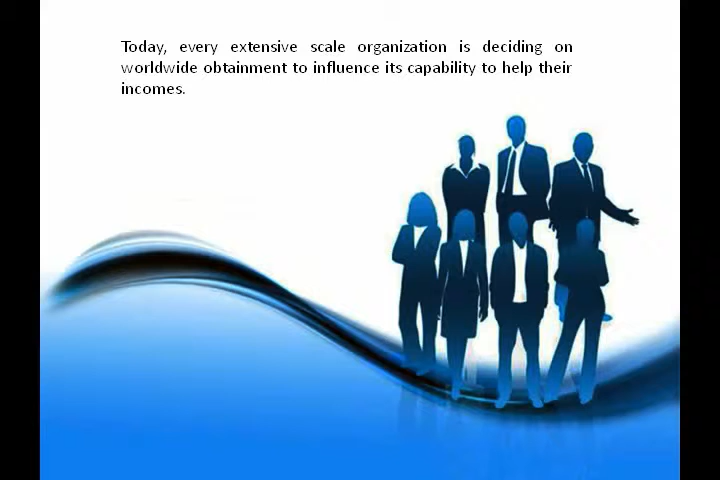 Today, every extensive scale organization is deciding on
worldwide obtainment to influence its capability to help their
incomes.